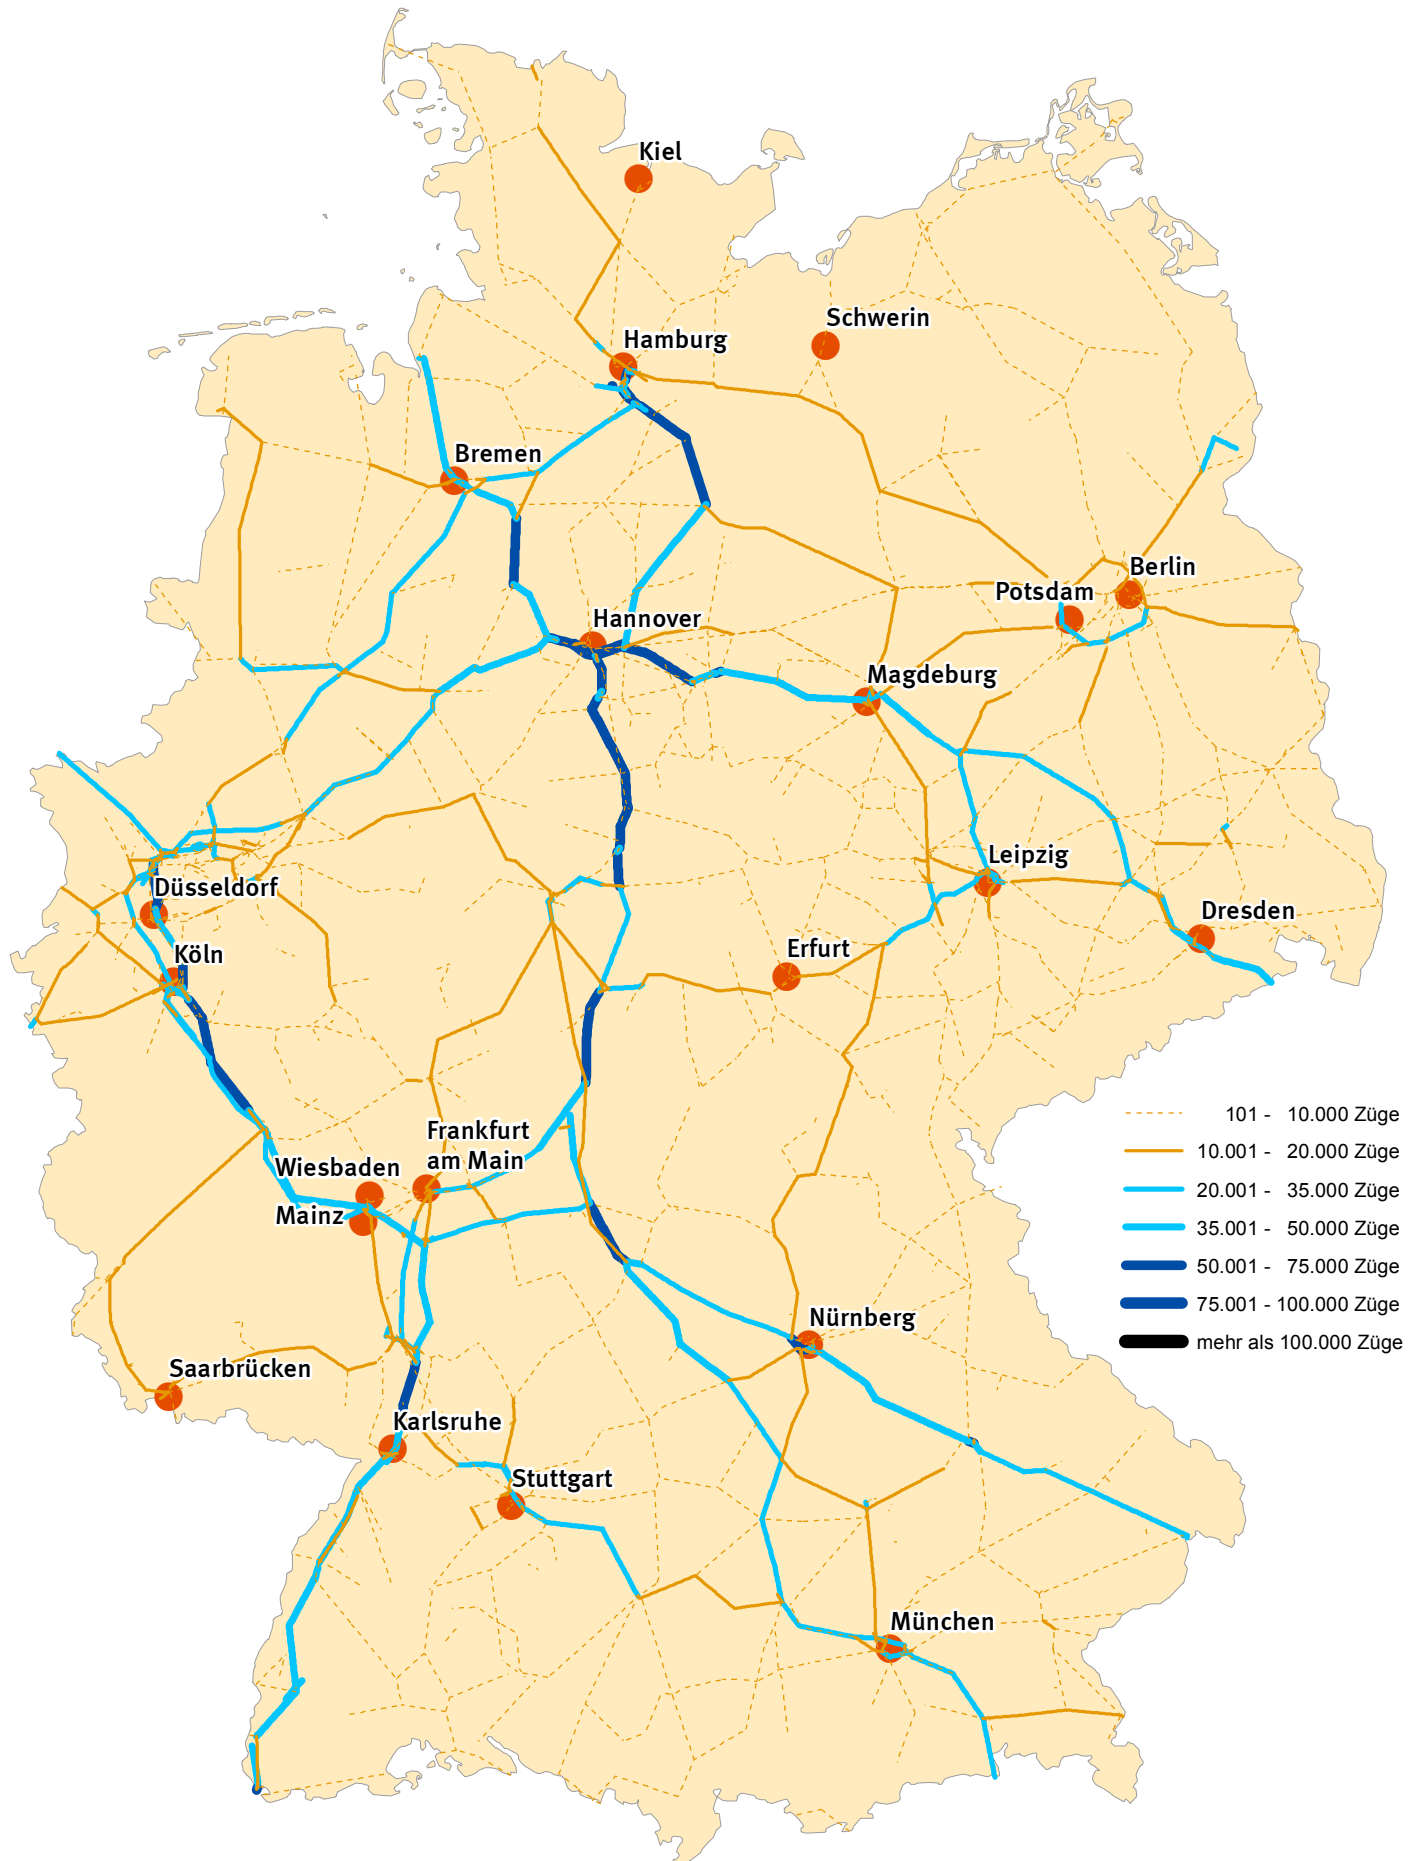 Kiel
Schwerin
Hamburg
Bremen
Berlin
Potsdam
Hannover
Magdeburg
Leipzig
Düsseldorf
Dresden
Köln
Erfurt
101 - 10.000 Züge
10.001 - 20.000 Züge
20.001 - 35.000 Züge
35.001 - 50.000 Züge
50.001 - 75.000 Züge
75.001 - 100.000 Züge
mehr als 100.000 Züge
Frankfurt
am Main
Wiesbaden
Mainz
Nürnberg
Saarbrücken
Karlsruhe
Stuttgart
München